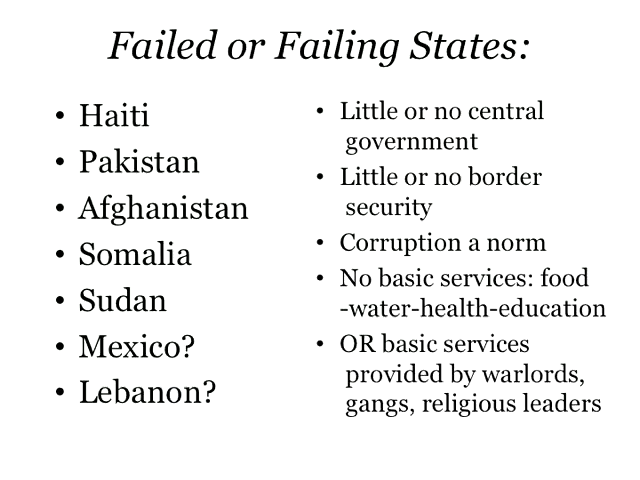 Failed or Failing States:
• Haiti
• Pakistan
• Afghanistan
• Somalia
• Sudan
• Mexico?
• Lebanon?
• Little or no central
government
• Little or no border
security
• Corruption a norm
• No basic services: food
-water-health-education
• OR basic services
provided by warlords,
gangs, religious leaders